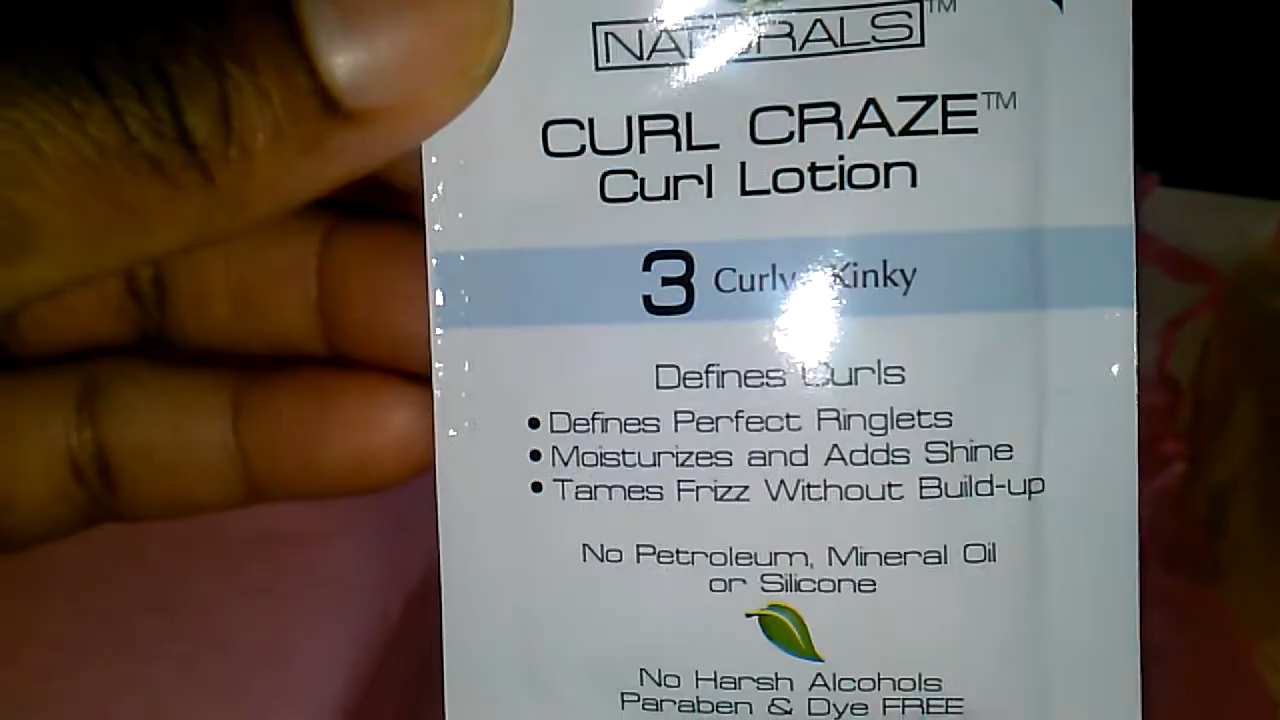 NATURALS™
CURL CRAZE™
Curl Lotion
3 Curly Kinky
Defines Curls
• Defines Perfect Ringlets
• Moisturizes and Adds Shine
• Tames Frizz Without Build-up
No Petroleum, Mineral Oil
or Silicone
No Harsh Alcohols
Paraben & Dye FREE